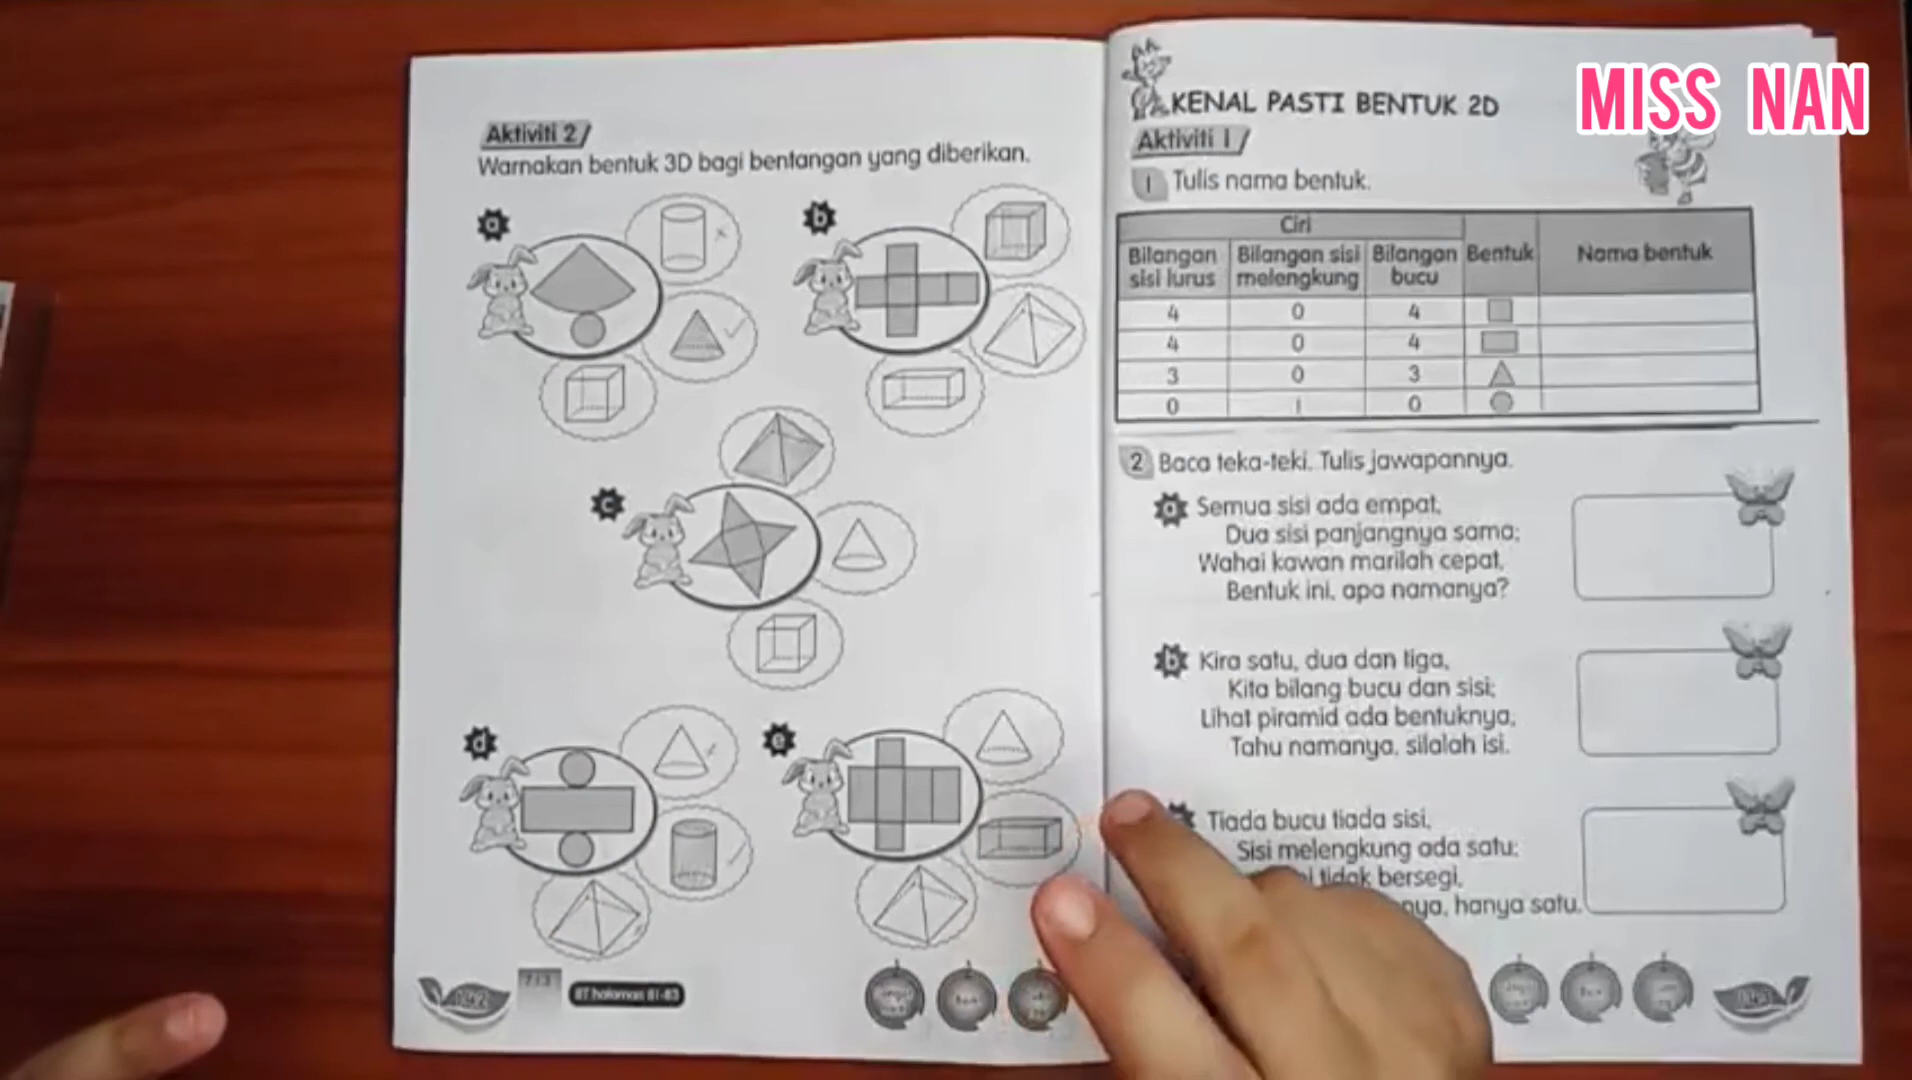 MISS NAN
Aktiviti 2
Warnakan bentuk 3D bagi bentangan yang diberikan.
a
b
c
d
e
142
7.1.3
BT halaman 81-83
KENAL PASTI BENTUK 2D
Aktiviti 1
1 Tulis nama bentuk.
Ciri
Bilangan sisi lurus
Bilangan sisi melengkung
Bilangan bucu
Bentuk
Nama bentuk
4 0 4
4 0 4
3 0 3
0 1 0
2 Baca teka-teki. Tulis jawapannya.
a Semua sisi ada empat,
Dua sisi panjangnya sama;
Wahai kawan marilah cepat,
Bentuk ini, apa namanya?
b Kira satu, dua dan tiga,
Kita bilang bucu dan sisi;
Lihat piramid ada bentuknya,
Tahu namanya, silalah isi.
Tiada bucu tiada sisi,
Sisi melengkung ada satu;
tidak bersegi,
nya, hanya satu.